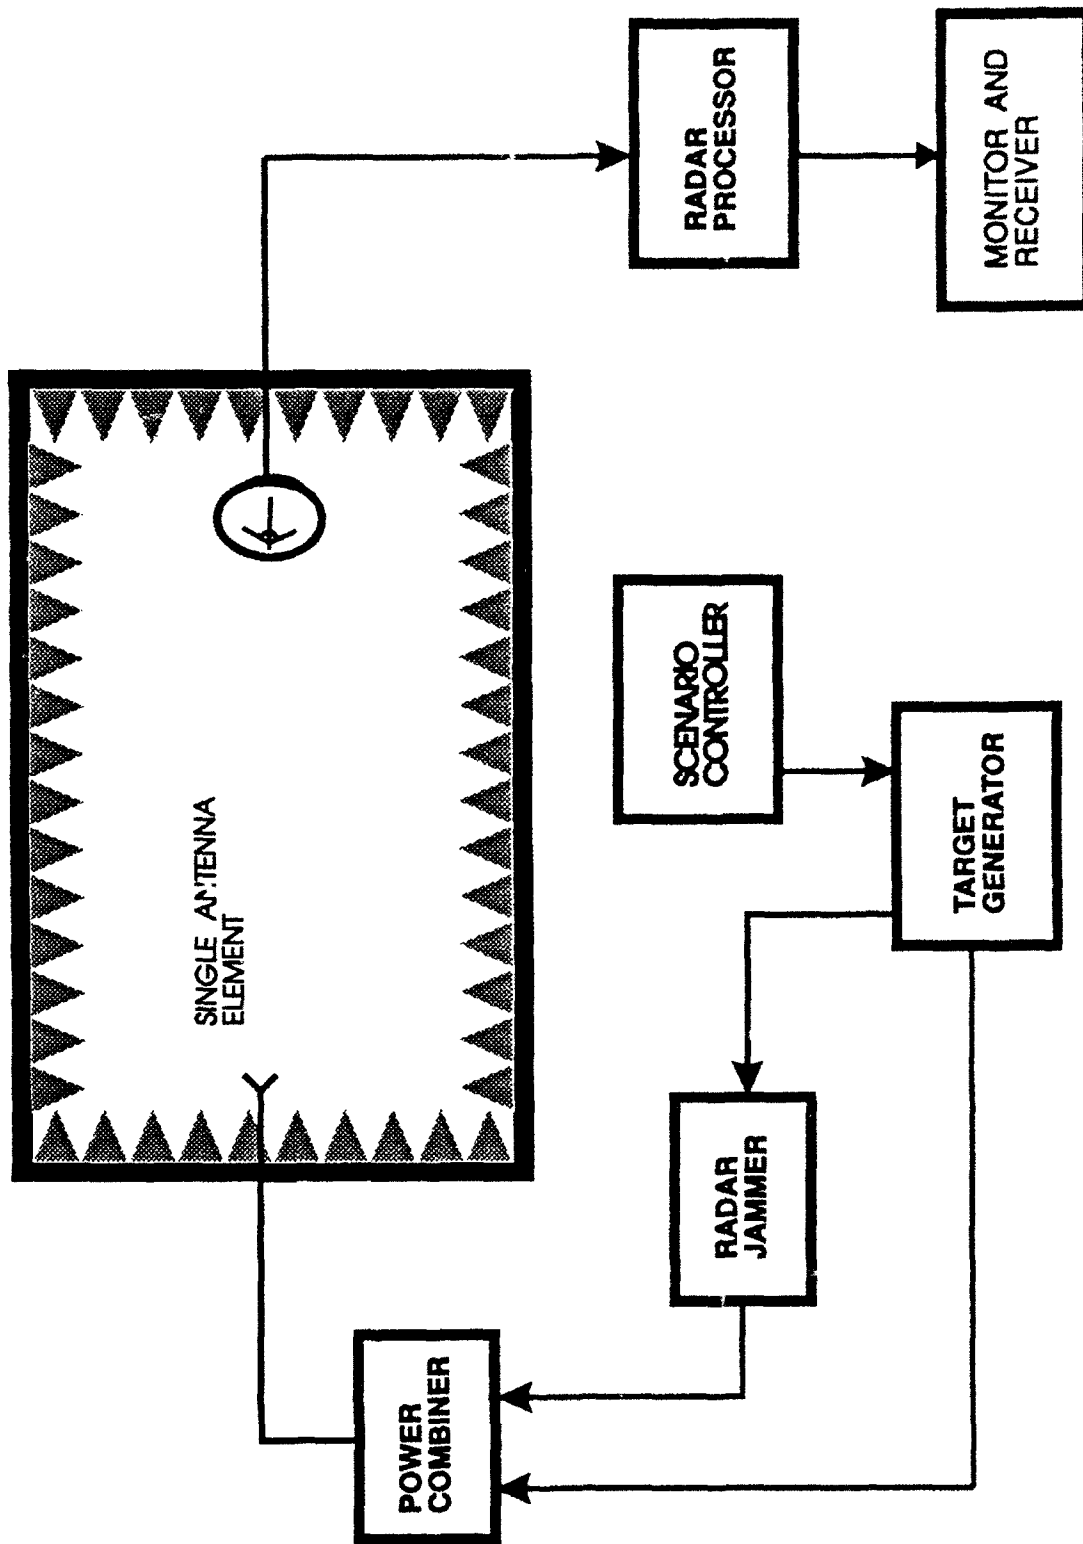 SINGLE ANTENNA
ELEMENT
POWER
COMBINER
RADAR
JAMMER
SCENARIO
CONTROLLER
TARGET
GENERATOR
RADAR
PROCESSOR
MONITOR AND
RECEIVER